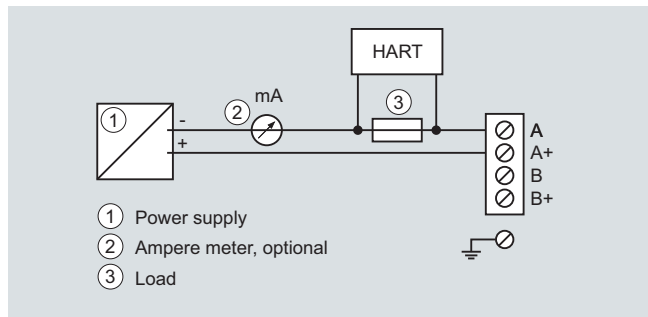 HART
mA
2
3
1
-
+
A
A+
B
B+
1 Power supply
2 Ampere meter, optional
3 Load